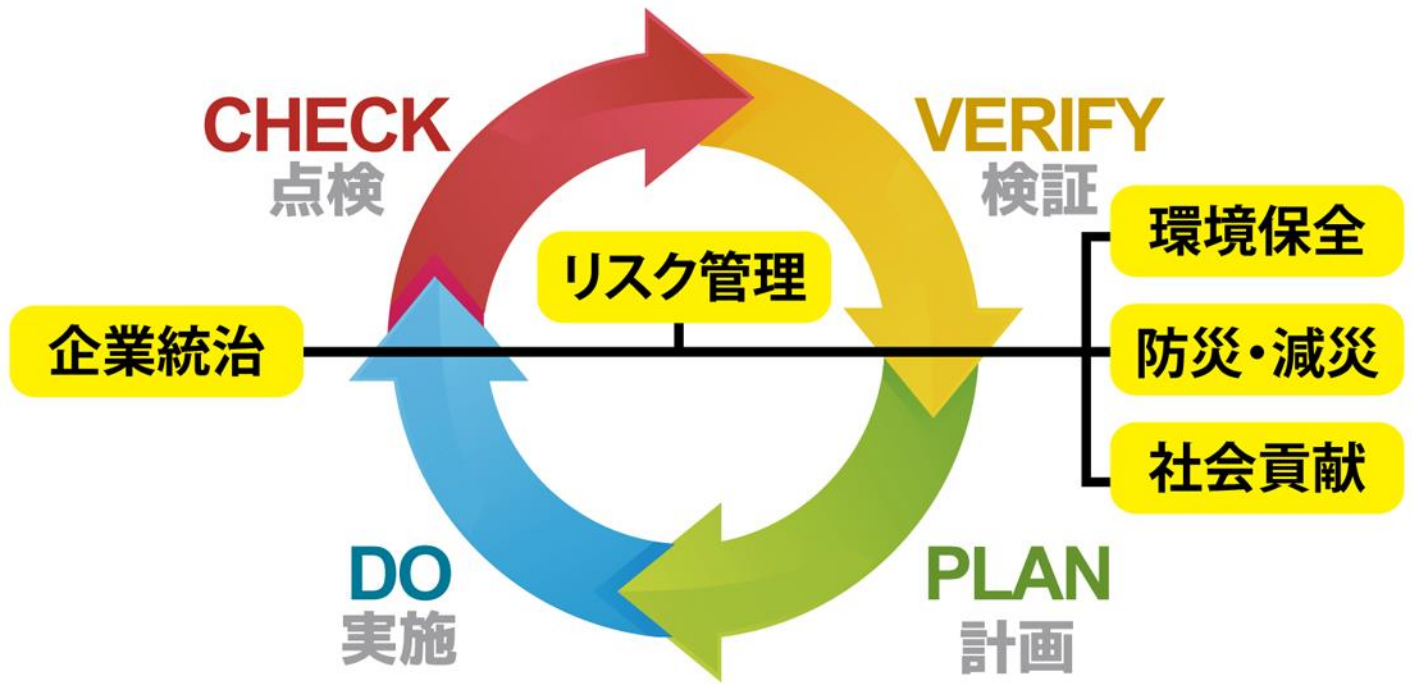 CHECK
点検
VERIFY
検証
環境保全
リスク管理
企業統治
防災・減災
社会貢献
DO
実施
PLAN
計画